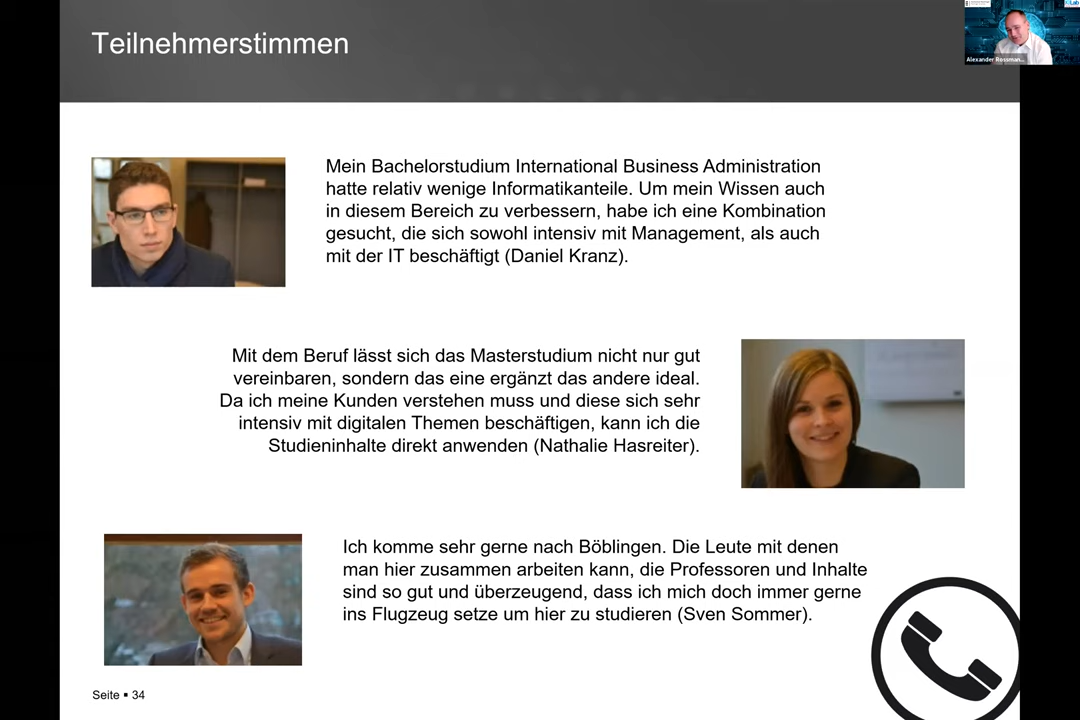 Teilnehmerstimmen
Alexander Rossman...
Mein Bachelorstudium International Business Administration
hatte relativ wenige Informatikanteile. Um mein Wissen auch
in diesem Bereich zu verbessern, habe ich eine Kombination
gesucht, die sich sowohl intensiv mit Management, als auch
mit der IT beschäftigt (Daniel Kranz).
Mit dem Beruf lässt sich das Masterstudium nicht nur gut
vereinbaren, sondern das eine ergänzt das andere ideal.
Da ich meine Kunden verstehen muss und diese sich sehr
intensiv mit digitalen Themen beschäftigen, kann ich die
Studieninhalte direkt anwenden (Nathalie Hasreiter).
Ich komme sehr gerne nach Böblingen. Die Leute mit denen
man hier zusammen arbeiten kann, die Professoren und Inhalte
sind so gut und überzeugend, dass ich mich doch immer gerne
ins Flugzeug setze um hier zu studieren (Sven Sommer).
Seite ▪ 34